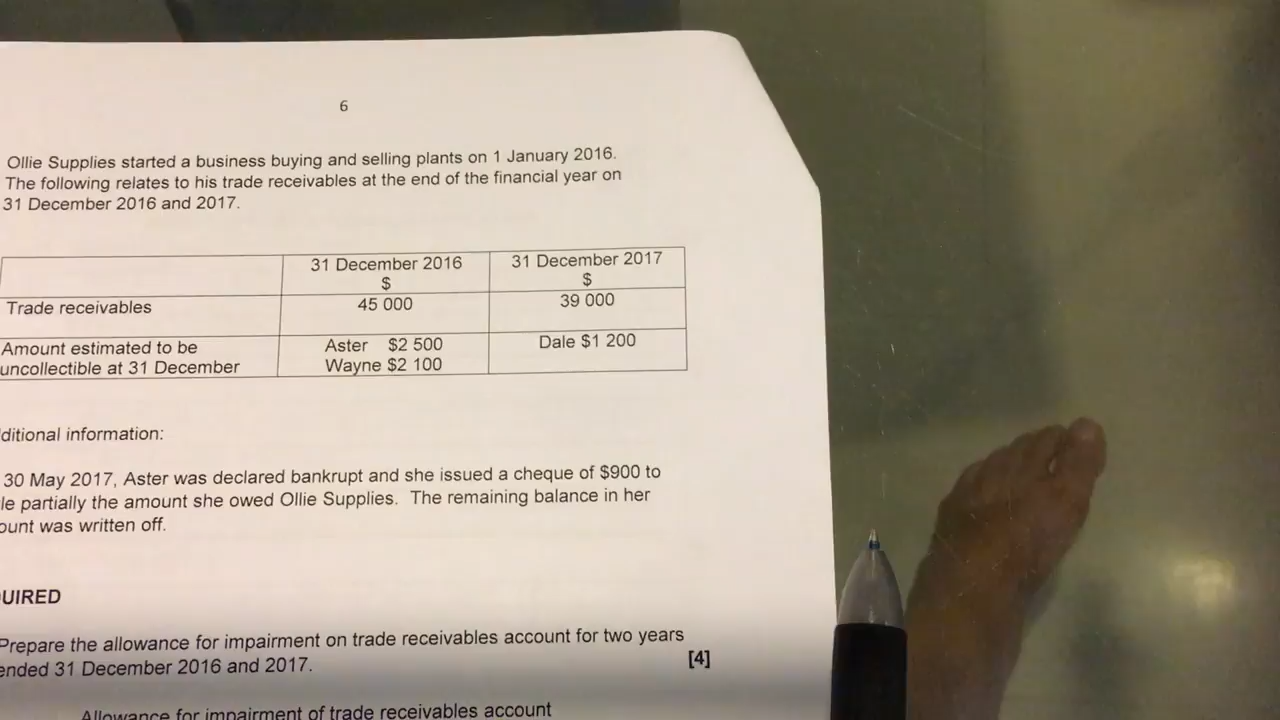 6
Ollie Supplies started a business buying and selling plants on 1 January 2016.
The following relates to his trade receivables at the end of the financial year on
31 December 2016 and 2017.
31 December 2016 31 December 2017
$ $
Trade receivables 45 000 39 000
Amount estimated to be Aster $2 500 Dale $1 200
uncollectible at 31 December Wayne $2 100
ditional information:
30 May 2017, Aster was declared bankrupt and she issued a cheque of $900 to
le partially the amount she owed Ollie Supplies. The remaining balance in her
ount was written off.
UIRED
Prepare the allowance for impairment on trade receivables account for two years
ended 31 December 2016 and 2017. [4]
Allowance for impairment of trade receivables account